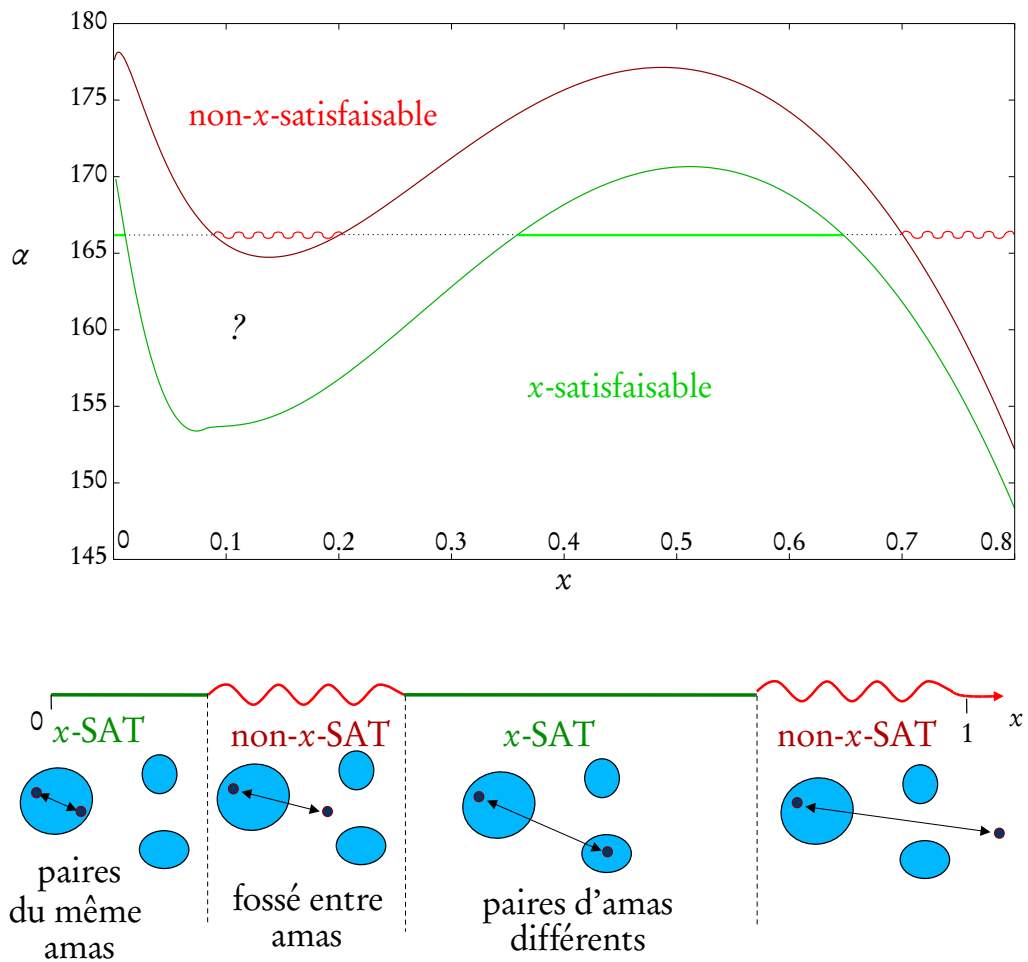 180
175
170
165
160
155
150
145
α
non-x-satisfaisable
?
x-satisfaisable
0 0.1 0.2 0.3 0.4 0.5 0.6 0.7 0.8
x
0 1 x
x-SAT non-x-SAT x-SAT non-x-SAT
paires
du même
amas
fossé entre
amas
paires d'amas
différents